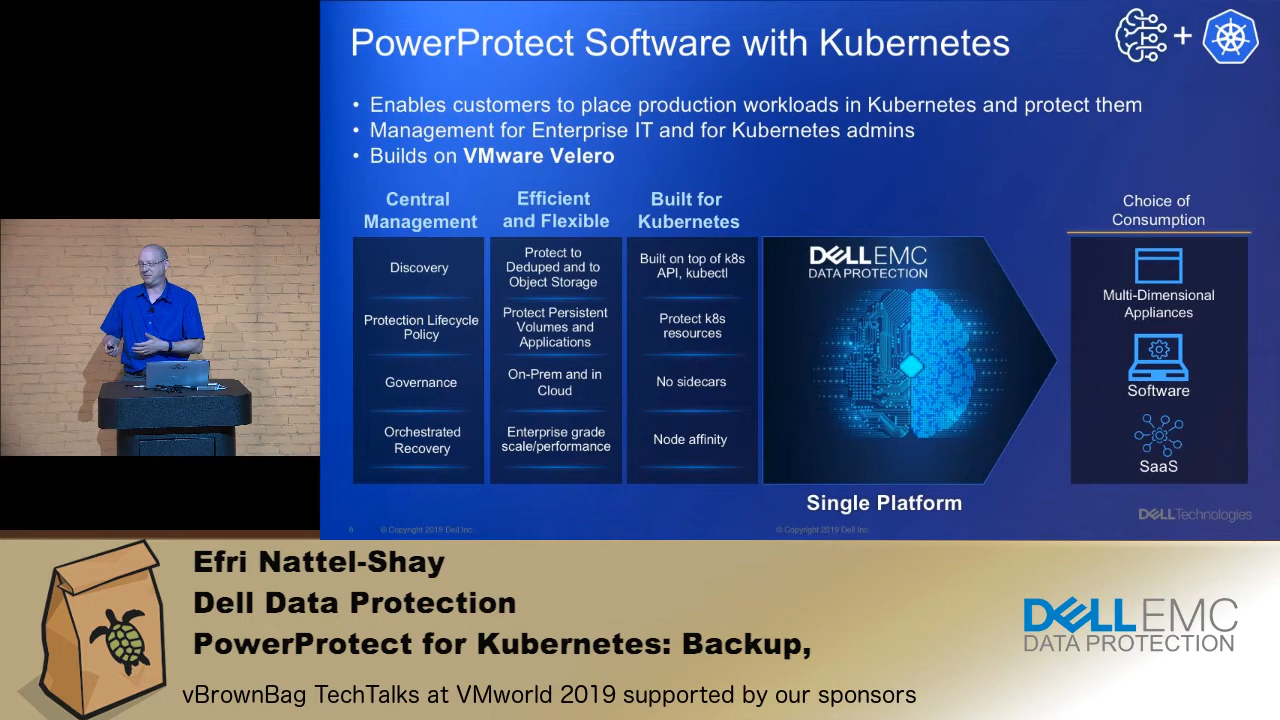 PowerProtect Software with Kubernetes
+
• Enables customers to place production workloads in Kubernetes and protect them
• Management for Enterprise IT and for Kubernetes admins
• Builds on VMware Velero
Central
Management
Discovery
Protection Lifecycle
Policy
Governance
Orchestrated
Recovery
Efficient
and Flexible
Protect to
Deduped and to
Object Storage
Protect Persistent
Volumes and
Applications
On-Prem and in
Cloud
Enterprise grade
scale/performance
Built for
Kubernetes
Built on top of k8s
API, kubectl
Protect k8s
resources
No sidecars
Node affinity
DELLEMC
DATA PROTECTION
Single Platform
Choice of
Consumption
Multi-Dimensional
Appliances
Software
SaaS
DELLTechnologies
8
© Copyright 2019 Dell Inc.
© Copyright 2019 Dell Inc.
Efri Nattel-Shay
Dell Data Protection
PowerProtect for Kubernetes: Backup,
vBrownBag TechTalks at VMworld 2019 supported by our sponsors
DELLEMC
DATA PROTECTION